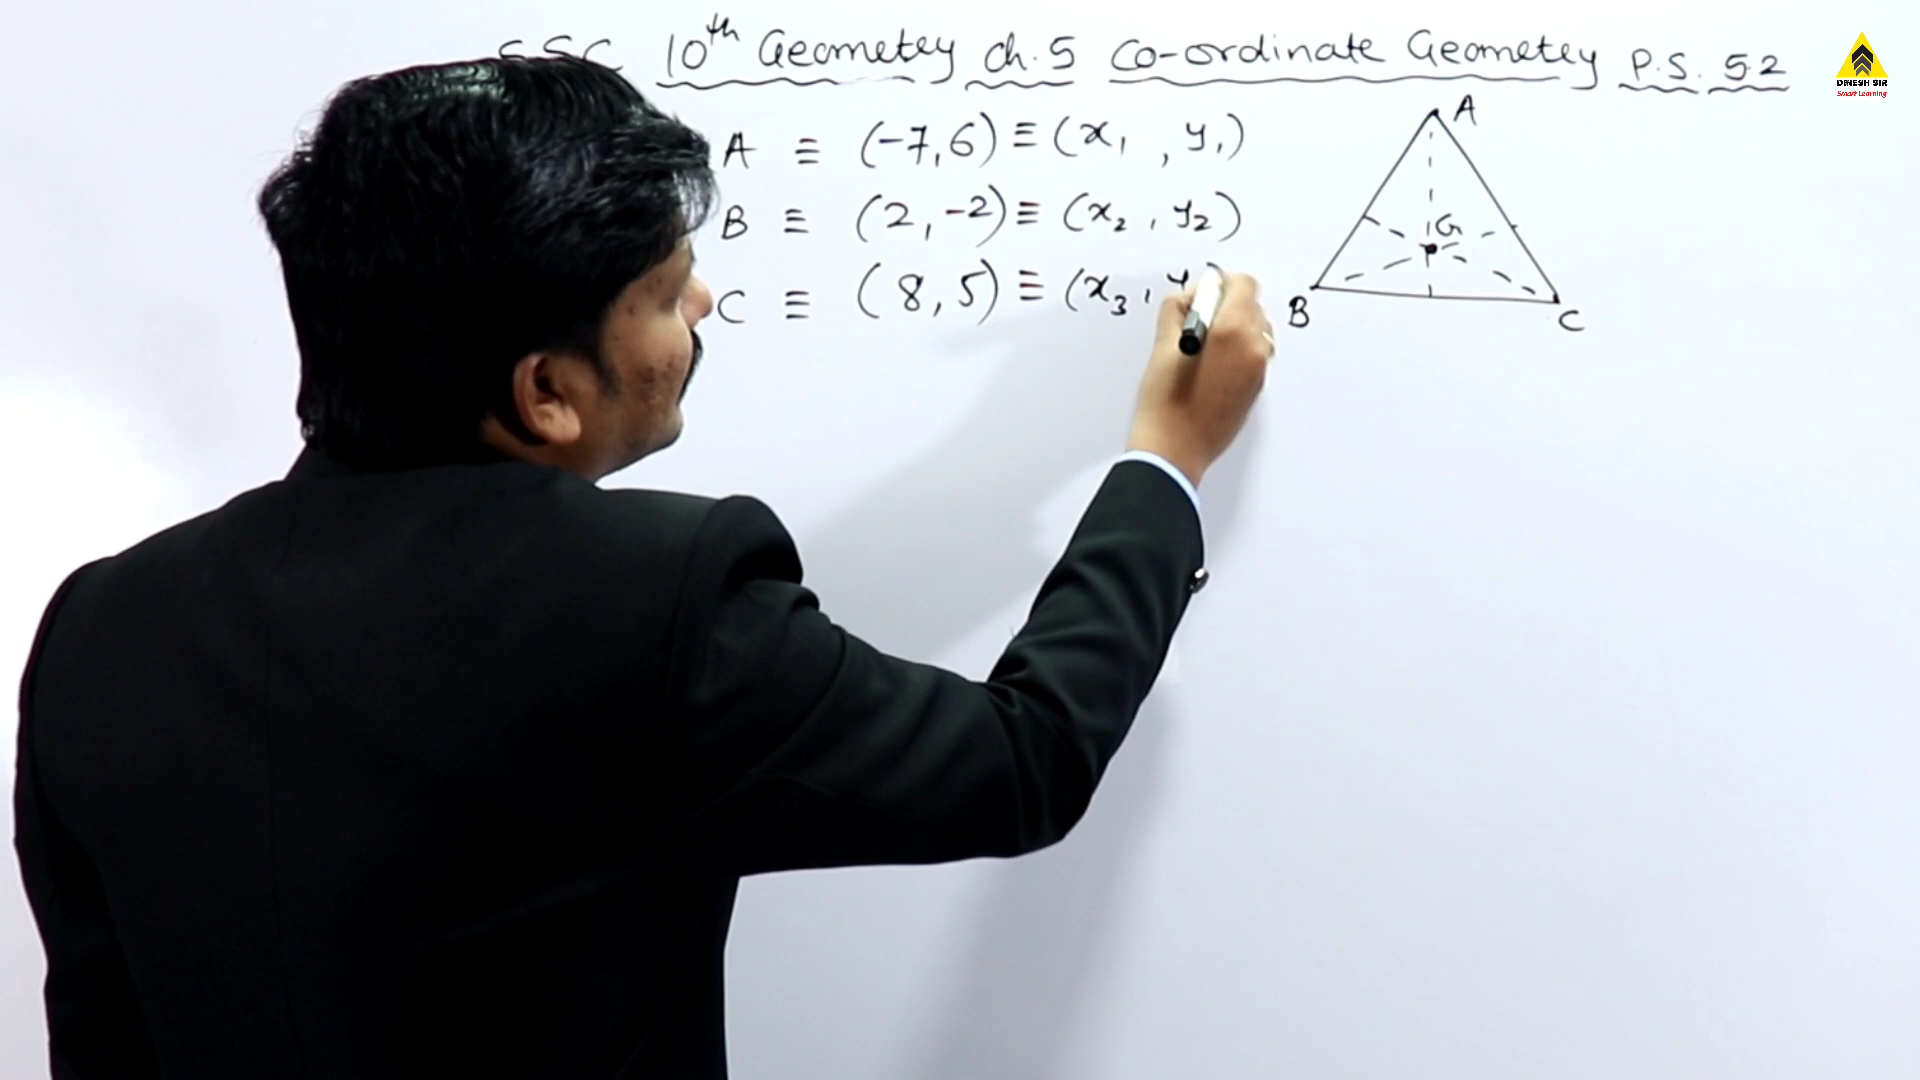 SSC 10th Geometry ch.5 Co-ordinate Geometry P.S. 5.2
A ≡ (-7,6) ≡ (x₁ , y₁)
B ≡ (2,-2) ≡ (x₂ , y₂)
C ≡ (8,5) ≡ (x₃ , y
A
G
B
C
DINESH SIR
Smart Learning